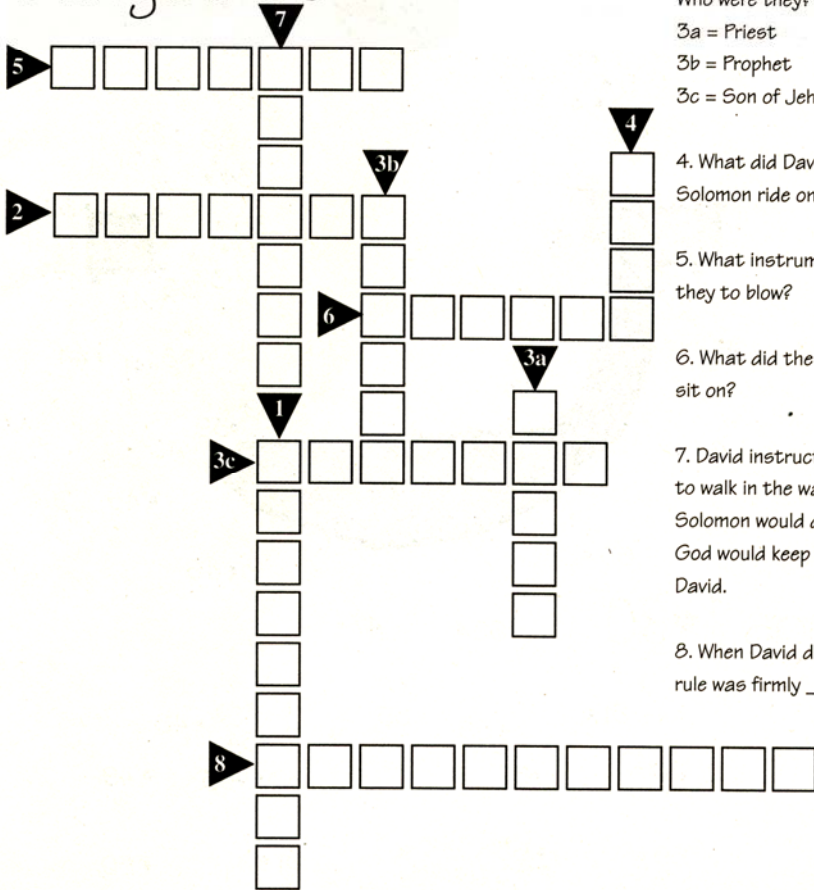 7
5
Who were they?
3a = Priest
3b = Prophet
3c = Son of Jeh
4
3b
4. What did Dav
Solomon ride on
2
5. What instrum
they to blow?
6
3a
6. What did the
sit on?
1
3c
7. David instruct
to walk in the wa
Solomon would
God would keep
David.
8. When David d
rule was firmly _
8